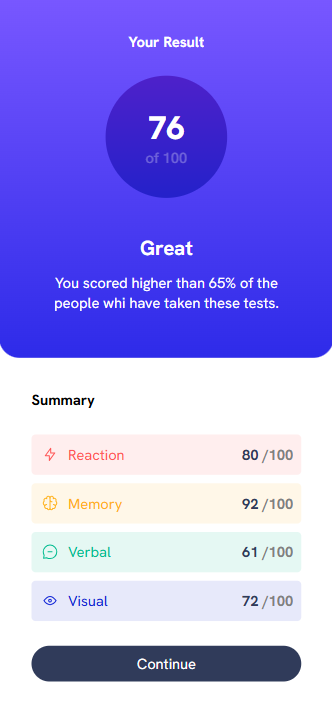 Your Result
76
of 100
Great
You scored higher than 65% of the
people whi have taken these tests.
Summary
Reaction 80 /100
Memory 92 /100
Verbal 61 /100
Visual 72 /100
Continue